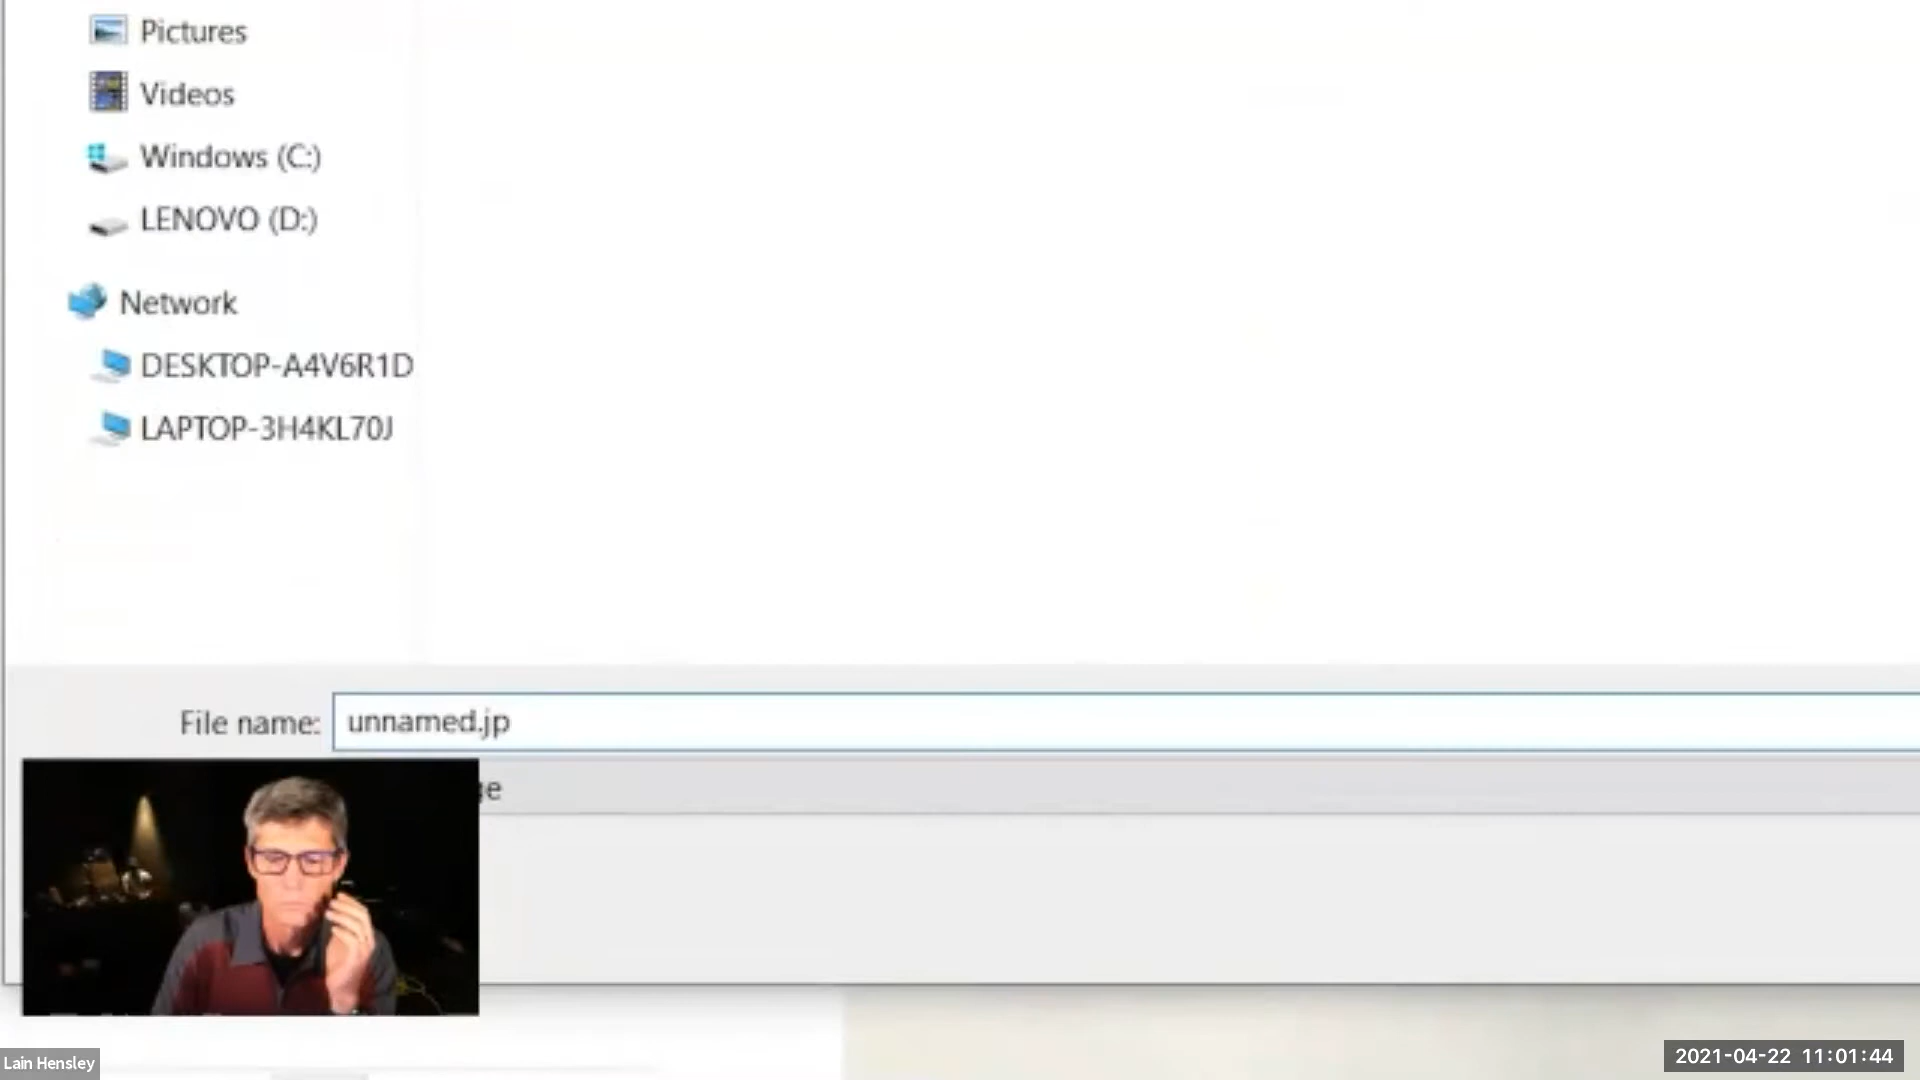 Pictures
Videos
Windows (C:)
LENOVO (D:)
Network
DESKTOP-A4V6R1D
LAPTOP-3H4KL70J
File name: unnamed.jp
Lain Hensley
2021-04-22 11:01:44